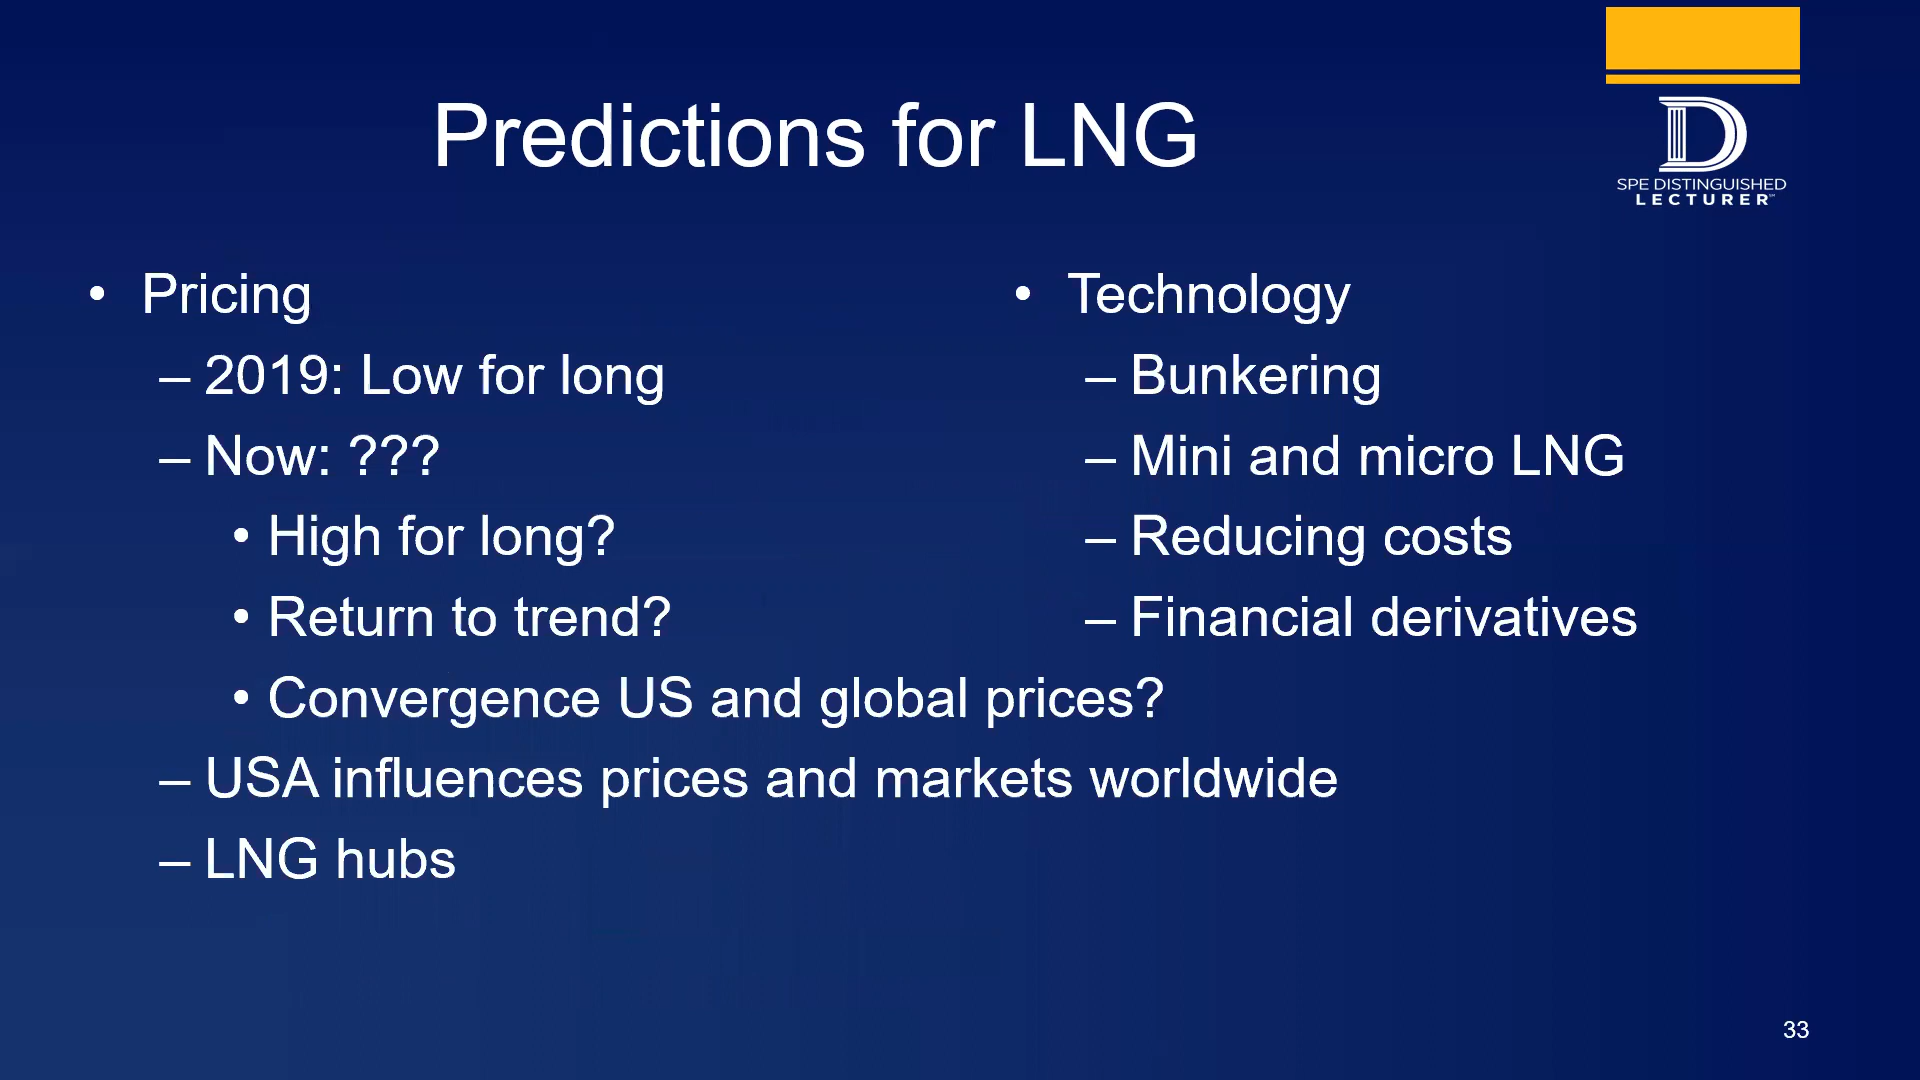 Predictions for LNG
SPE DISTINGUISHED
LECTURER
• Pricing
– 2019: Low for long
– Now: ???
• High for long?
• Return to trend?
• Convergence US and global prices?
– USA influences prices and markets worldwide
– LNG hubs
• Technology
– Bunkering
– Mini and micro LNG
– Reducing costs
– Financial derivatives
33